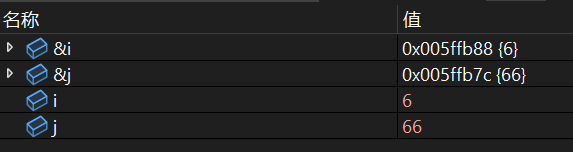 名称 值
&i 0x005ffb88 {6}
&j 0x005ffb7c {66}
i 6
j 66